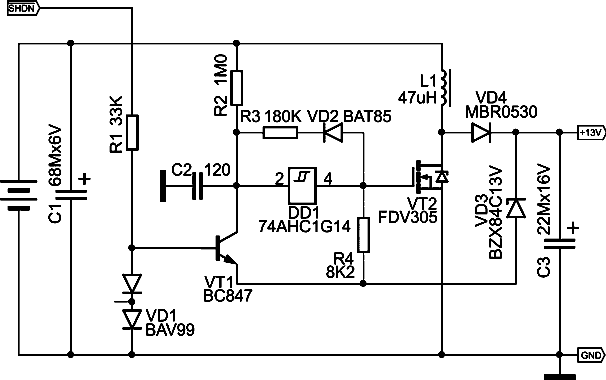 SHDN
R1 33K
C1 68Mx6V
+
R2 1M0
R3 180K
VD2 BAT85
C2 120
2
4
DD1
74AHC1G14
L1
47uH
VD4
MBR0530
+13V
VT2
FDV305
VD3
BZX84C13V
C3 22Mx16V
+
R4
8K2
VT1
BC847
VD1
BAV99
GND